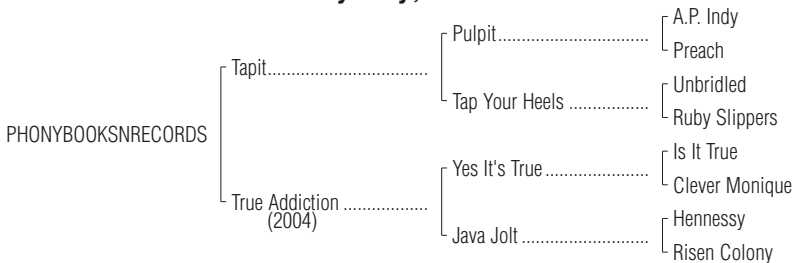 A.P. Indy
Pulpit
Preach
Tapit
Unbridled
Tap Your Heels
Ruby Slippers
PHONYBOOKSNRECORDS
Is It True
Yes It's True
Clever Monique
True Addiction
(2004)
Hennessy
Java Jolt
Risen Colony